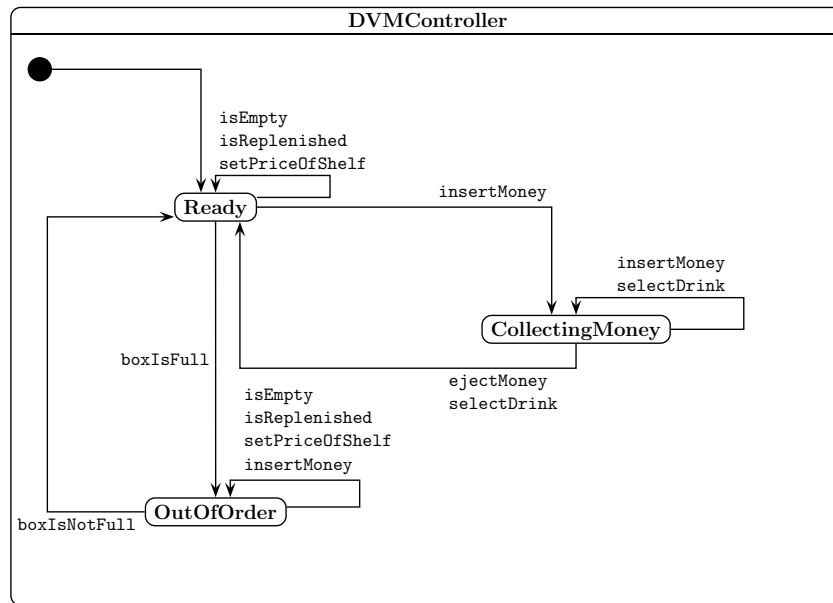 DVMController
isEmpty
isReplenished
setPriceOfShelf
Ready
insertMoney
insertMoney
selectDrink
CollectingMoney
boxIsFull
ejectMoney
selectDrink
isEmpty
isReplenished
setPriceOfShelf
insertMoney
OutOfOrder
boxIsNotFull